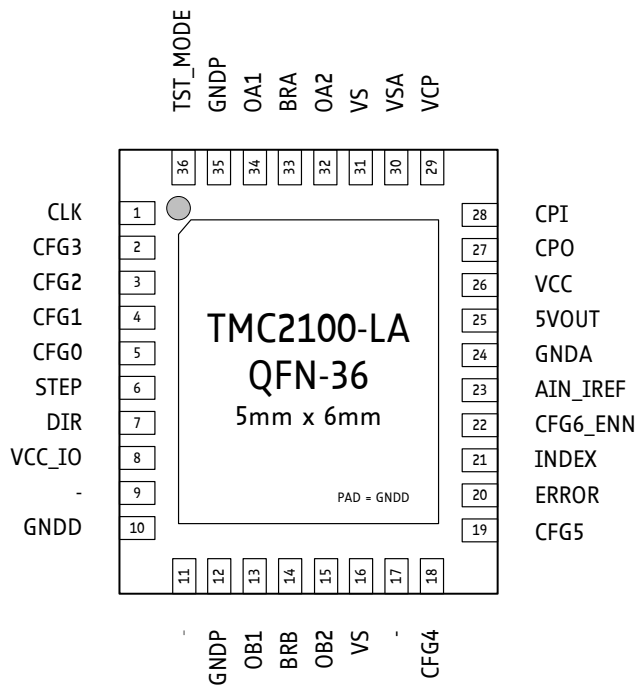 TST_MODE GNDP OA1 BRA OA2 VS VSA VCP
36 35 34 33 32 31 30 29
CLK 1 28 CPI
CFG3 2 27 CPO
CFG2 3 26 VCC
CFG1 4 25 5VOUT
CFG0 5 24 GNDA
STEP 6 23 AIN_IREF
DIR 7 22 CFG6_ENN
VCC_IO 8 21 INDEX
- 9 20 ERROR
GNDD 10 19 CFG5
TMC2100-LA
QFN-36
5mm x 6mm
PAD = GNDD
11 12 13 14 15 16 17 18
- GNDP OB1 BRB OB2 VS - CFG4